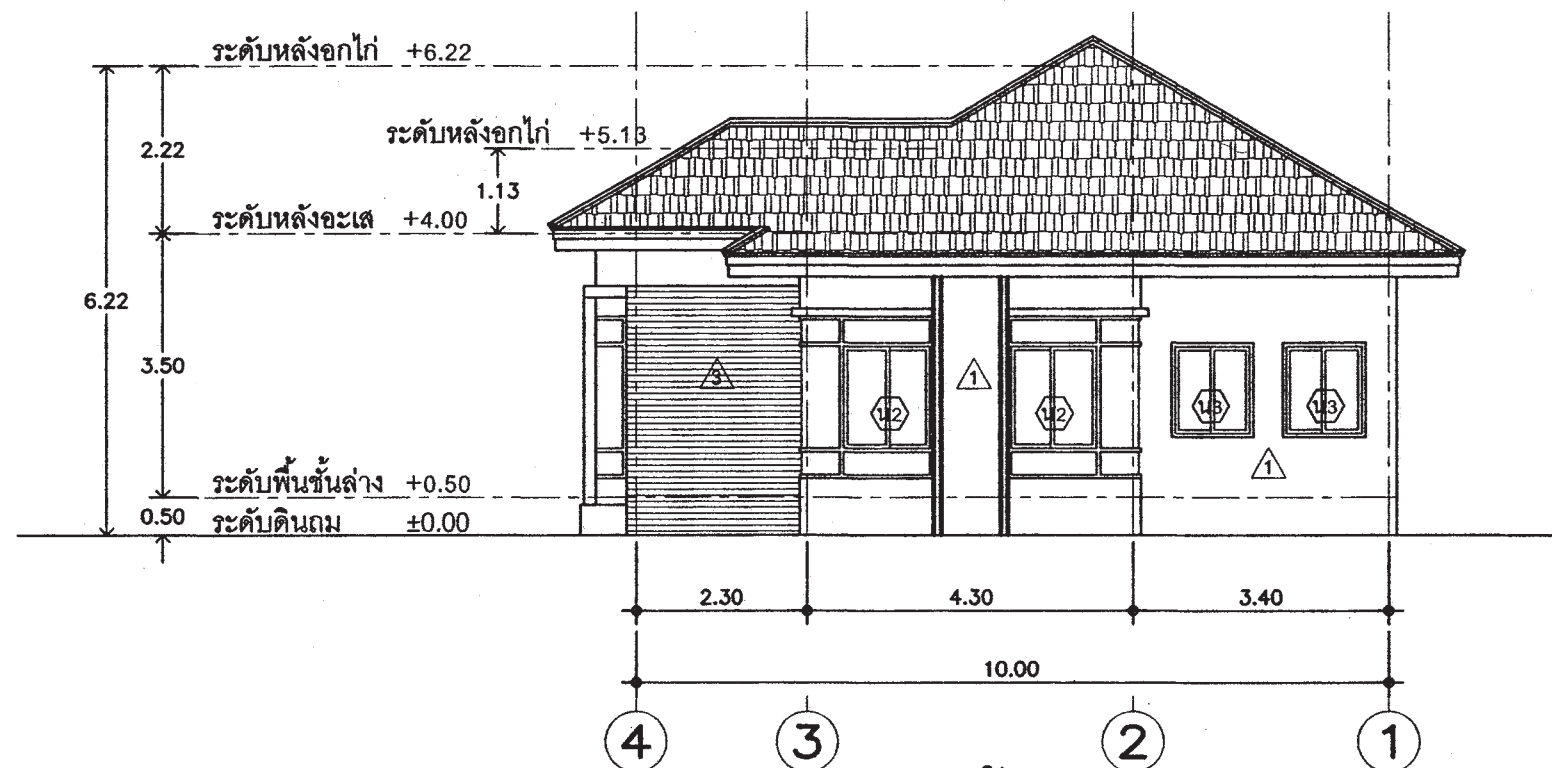 ระดับหลังอกไก่ +6.22
ระดับหลังอกไก่ +5.13
2.22
1.13
ระดับหลังอะเส +4.00
6.22
3.50
3
1
น2
น2
น3
น3
1
ระดับพื้นชั้นล่าง +0.50
0.50
ระดับดินถม ±0.00
2.30
4.30
3.40
10.00
4
3
2
1